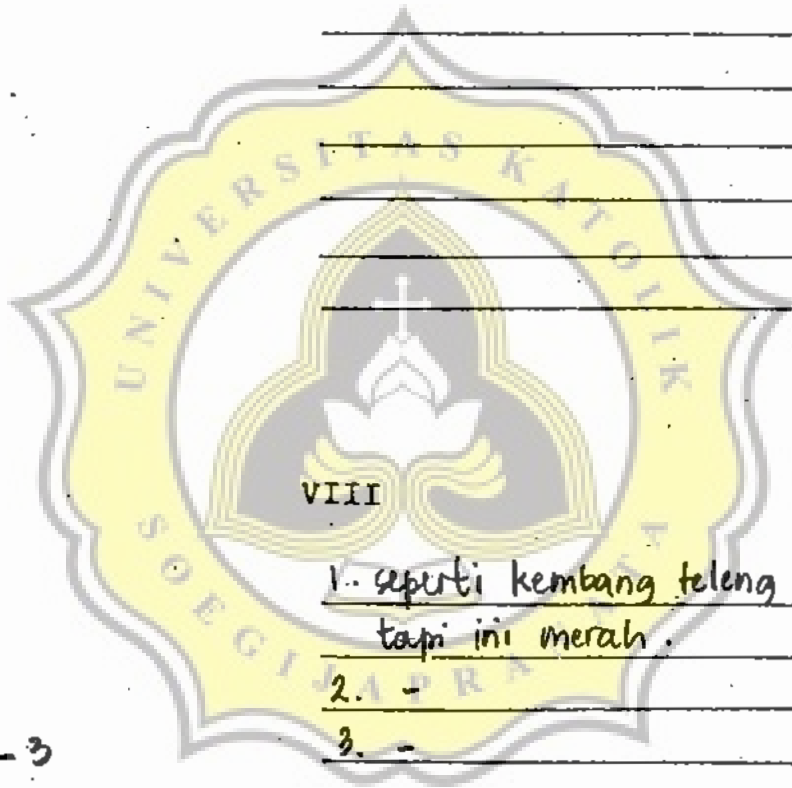 UNIVERSITAS KATOLIK
VIII
1. seperti kembang teleng
tapi ini merah.
2. -
3. -
- 3
SOEGIJAPRANATA